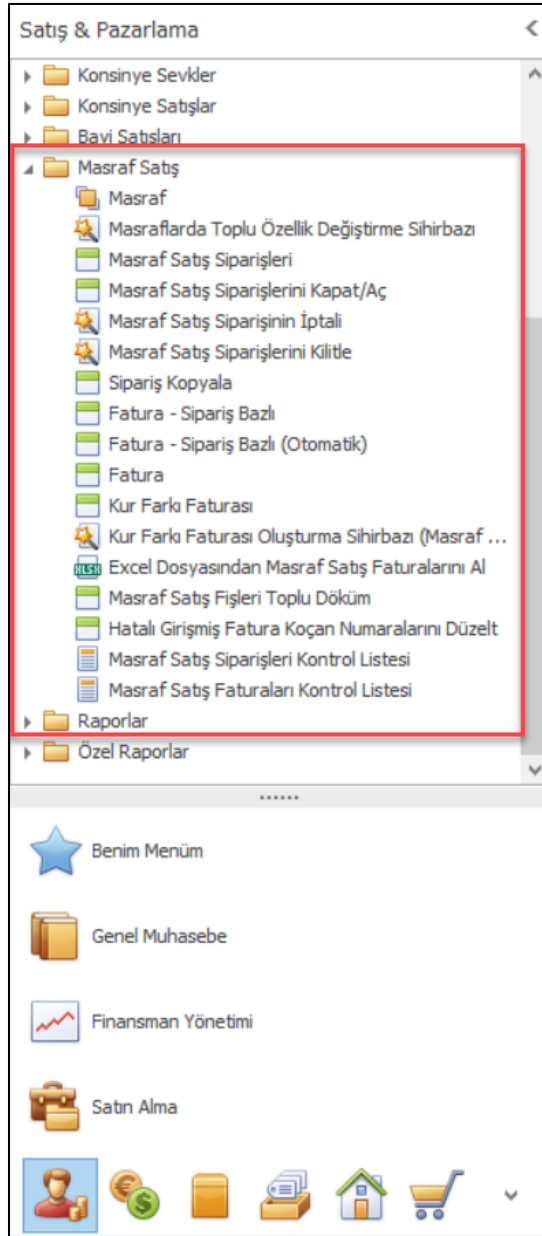 Satış & Pazarlama
Konsinye Sevkler
Konsinye Satışlar
Bayi Satışları
Masraf Satış
Masraf
Masraflarda Toplu Özellik Değiştirme Sihirbazı
Masraf Satış Siparişleri
Masraf Satış Siparişlerini Kapat/Aç
Masraf Satış Siparişinin İptali
Masraf Satış Siparişlerini Kilitle
Sipariş Kopyala
Fatura - Sipariş Bazlı
Fatura - Sipariş Bazlı (Otomatik)
Fatura
Kur Farkı Faturası
Kur Farkı Faturası Oluşturma Sihirbazı (Masraf ...
XLSX Excel Dosyasından Masraf Satış Faturalarını Al
Masraf Satış Fişleri Toplu Döküm
Hatalı Girişmiş Fatura Koçan Numaralarını Düzelt
Masraf Satış Siparişleri Kontrol Listesi
Masraf Satış Faturaları Kontrol Listesi
Raporlar
Özel Raporlar
Benim Menüm
Genel Muhasebe
Finansman Yönetimi
Satın Alma